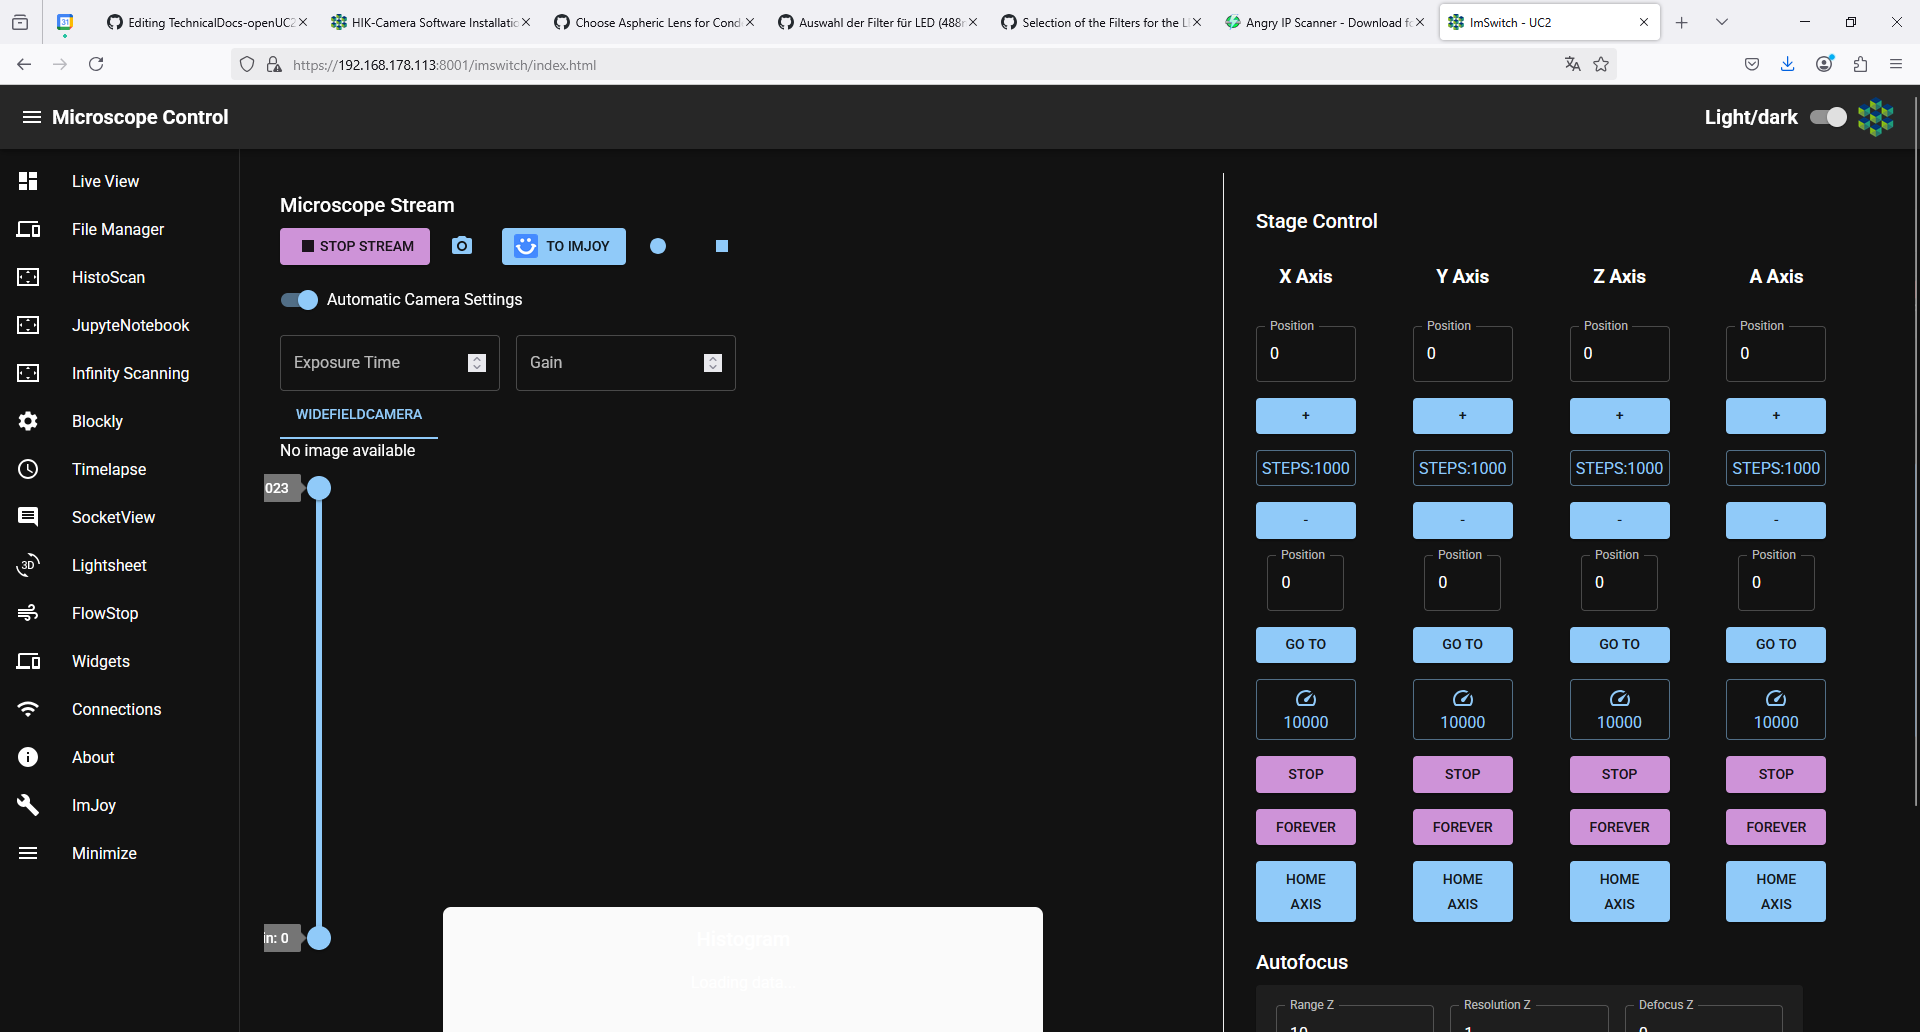 Editing TechnicalDocs-openUC2
HIK-Camera Software Installatio
Choose Aspheric Lens for Cond
Auswahl der Filter für LED (488n
Selection of the Filters for the L
Angry IP Scanner - Download fo
ImSwitch - UC2
https://192.168.178.113:8001/imswitch/index.html
Microscope Control
Light/dark
Live View
File Manager
HistoScan
JupyteNotebook
Infinity Scanning
Blockly
Timelapse
SocketView
3D
Lightsheet
FlowStop
Widgets
Connections
About
ImJoy
Minimize
Microscope Stream
STOP STREAM
TO IMJOY
Automatic Camera Settings
Exposure Time
Gain
WIDEFIELDCAMERA
No image available
023
in: 0
Histogram
Loading data...
Stage Control
X Axis Y Axis Z Axis A Axis
Position Position Position Position
0 0 0 0
+ + + +
STEPS:1000 STEPS:1000 STEPS:1000 STEPS:1000
- - - -
Position Position Position Position
0 0 0 0
GO TO GO TO GO TO GO TO
10000 10000 10000 10000
STOP STOP STOP STOP
FOREVER FOREVER FOREVER FOREVER
HOME HOME HOME HOME
AXIS AXIS AXIS AXIS
Autofocus
Range Z Resolution Z Defocus Z
10 1 0